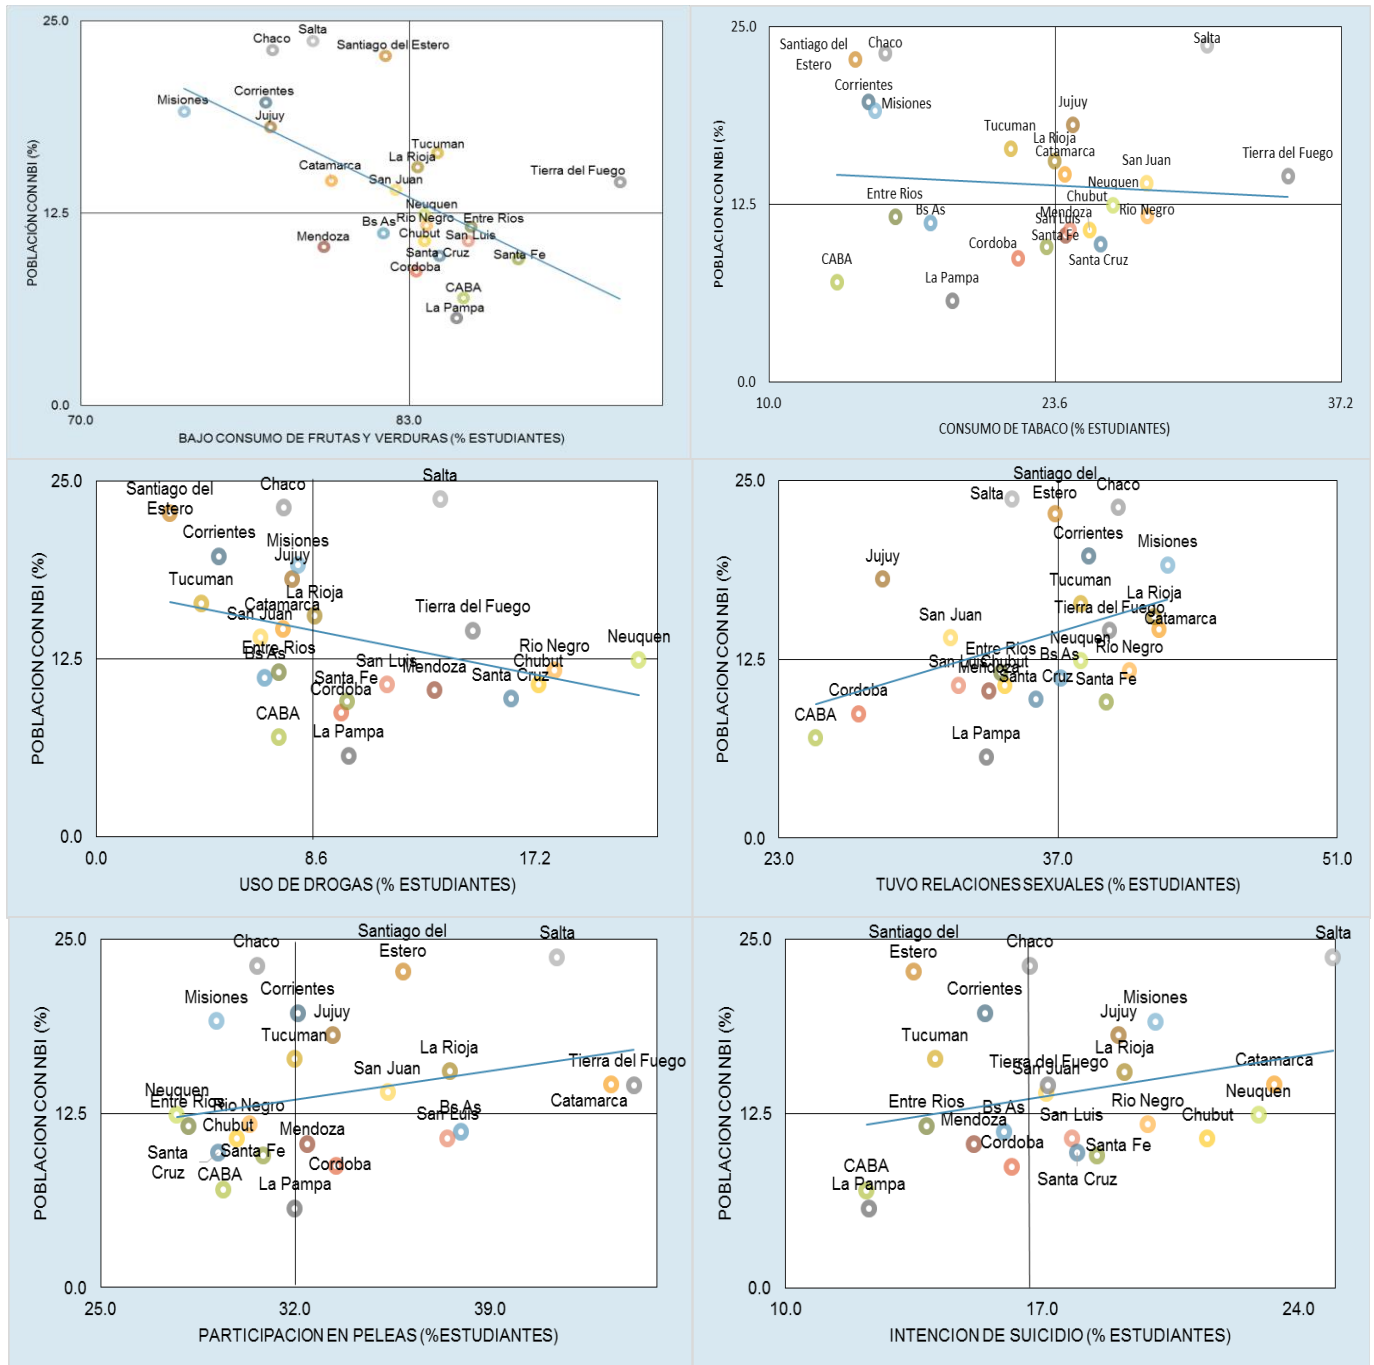 25.0
Salta
Chaco
Santiago del Estero
Misiones
Corrientes
Jujuy
Tucuman
La Rioja
Catamarca
Tierra del Fuego
San Juan
Neuquen
12.5
Bs As
Rio Negro
Entre Rios
Mendoza
Chubut
San Luis
Santa Cruz
Santa Fe
Cordoba
CABA
La Pampa
0.0
70.0
83.0
POBLACIÓN CON NBI (%)
BAJO CONSUMO DE FRUTAS Y VERDURAS (% ESTUDIANTES)
25.0
Santiago del
Estero
Chaco
Salta
Corrientes
Misiones
Jujuy
Tucuman
La Rioja
Catamarca
San Juan
Tierra del Fuego
Neuquen
Entre Rios
Chubut
12.5
Bs As
Mendoza
Rio Negro
San Luis
Santa Fe
Cordoba
Santa Cruz
CABA
La Pampa
0.0
10.0
23.6
37.2
POBLACION CON NBI (%)
CONSUMO DE TABACO (% ESTUDIANTES)
25.0
Santiago del
Estero
Chaco
Salta
Corrientes
Misiones
Jujuy
Tucuman
La Rioja
Catamarca
San Juan
Tierra del Fuego
Neuquen
Entre Rios
Bs As
Rio Negro
12.5
San Luis
Mendoza
Chubut
Santa Fe
Santa Cruz
Cordoba
CABA
La Pampa
0.0
0.0
8.6
17.2
POBLACION CON NBI (%)
USO DE DROGAS (% ESTUDIANTES)
25.0
Santiago del
Estero
Salta
Chaco
Corrientes
Misiones
Jujuy
Tucuman
La Rioja
Tierra del Fuego
Catamarca
San Juan
Neuquen
Rio Negro
Entre Rios
Bs As
12.5
San Luis
Chubut
Mendoza
Santa Cruz
Santa Fe
Cordoba
CABA
La Pampa
0.0
23.0
37.0
51.0
POBLACION CON NBI (%)
TUVO RELACIONES SEXUALES (% ESTUDIANTES)
25.0
Chaco
Santiago del
Estero
Salta
Misiones
Corrientes
Jujuy
Tucuman
La Rioja
San Juan
Tierra del Fuego
Catamarca
Neuquen
Entre Rios
Rio Negro
12.5
Bs As
San Luis
Chubut
Mendoza
Santa
Cruz
Santa Fe
Cordoba
CABA
La Pampa
0.0
25.0
32.0
39.0
POBLACION CON NBI (%)
PARTICIPACION EN PELEAS (%ESTUDIANTES)
25.0
Santiago del
Estero
Chaco
Salta
Corrientes
Misiones
Jujuy
Tucuman
La Rioja
Tierra del Fuego
San Juan
Catamarca
Neuquen
12.5
Entre Rios
Bs As
Mendoza
San Luis
Rio Negro
Chubut
Cordoba
Santa Fe
Santa Cruz
CABA
La Pampa
0.0
10.0
17.0
24.0
POBLACION CON NBI (%)
INTENCION DE SUICIDIO (% ESTUDIANTES)